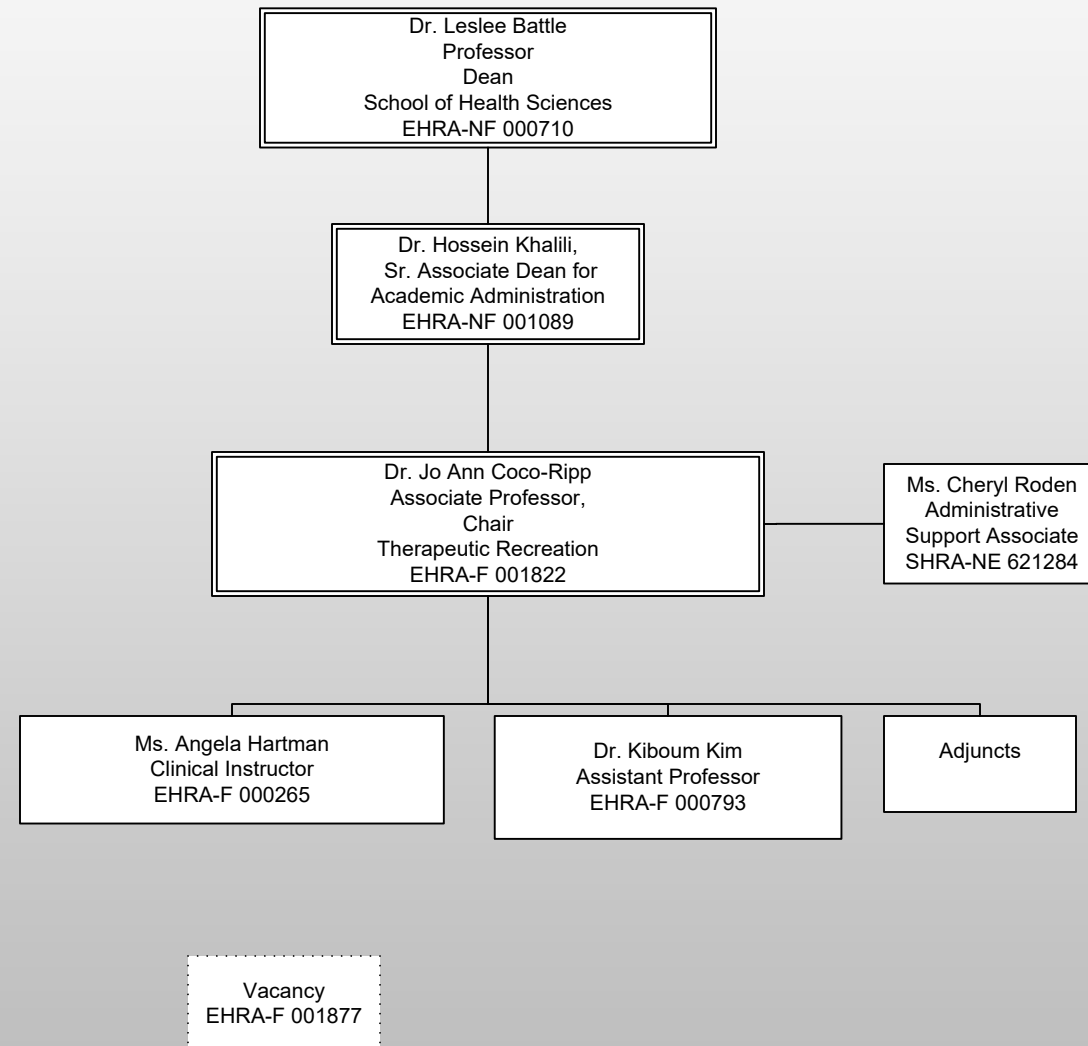 Dr. Leslee Battle
Professor
Dean
School of Health Sciences
EHRA-NF 000710
Dr. Hossein Khalili,
Sr. Associate Dean for
Academic Administration
EHRA-NF 001089
Dr. Jo Ann Coco-Ripp
Associate Professor,
Chair
Therapeutic Recreation
EHRA-F 001822
Ms. Cheryl Roden
Administrative
Support Associate
SHRA-NE 621284
Ms. Angela Hartman
Clinical Instructor
EHRA-F 000265
Dr. Kiboum Kim
Assistant Professor
EHRA-F 000793
Adjuncts
Vacancy
EHRA-F 001877